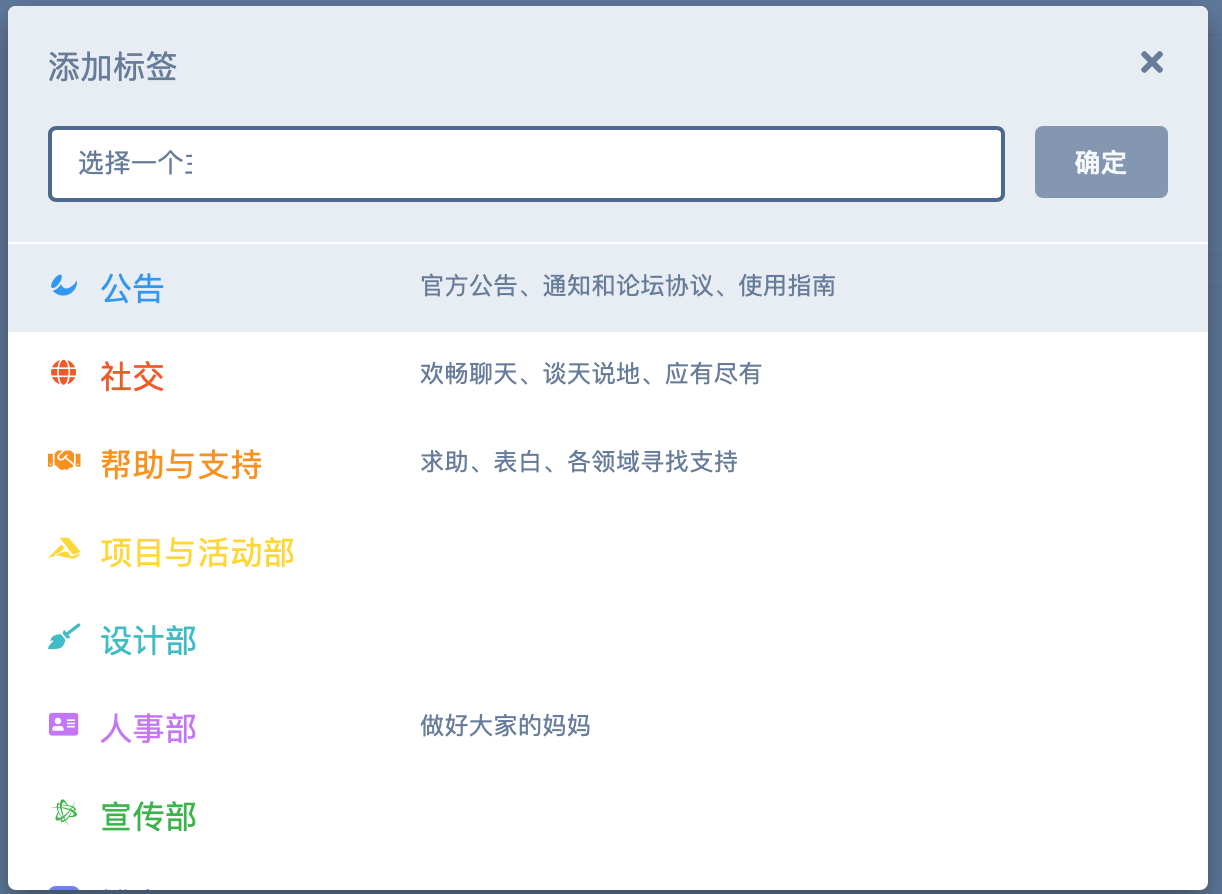 添加标签
选择一个
确定
公告 官方公告、通知和论坛协议、使用指南
社交 欢畅聊天、谈天说地、应有尽有
帮助与支持 求助、表白、各领域寻找支持
项目与活动部
设计部
人事部 做好大家的妈妈
宣传部